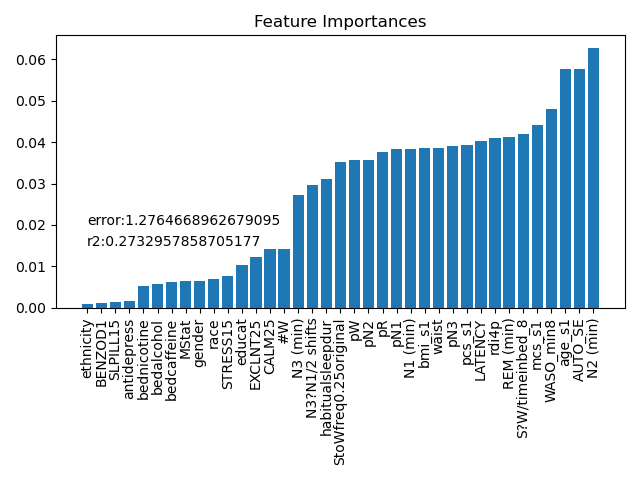 Feature Importances
0.06
0.05
0.04
0.03
0.02
0.01
0.00
error:1.2764668962679095
r2:0.2732957858705177
ethnicity
BENZOD1
SLPILL15
antidepress
bednicotine
bedalcohol
bedcaffeine
MStat
gender
race
STRESS15
educat
EXCLNT25
CALM25
#W
N3 (min)
N3?N1/2 shifts
habitualsleepdur
StoWfreq0.25original
pW
pN2
pR
pN1
N1 (min)
bmi_s1
waist
pN3
pcs_s1
LATENCY
rdi4p
REM (min)
S?W/timeinbed_8
mcs_s1
WASO_min8
age_s1
AUTO_SE
N2 (min)